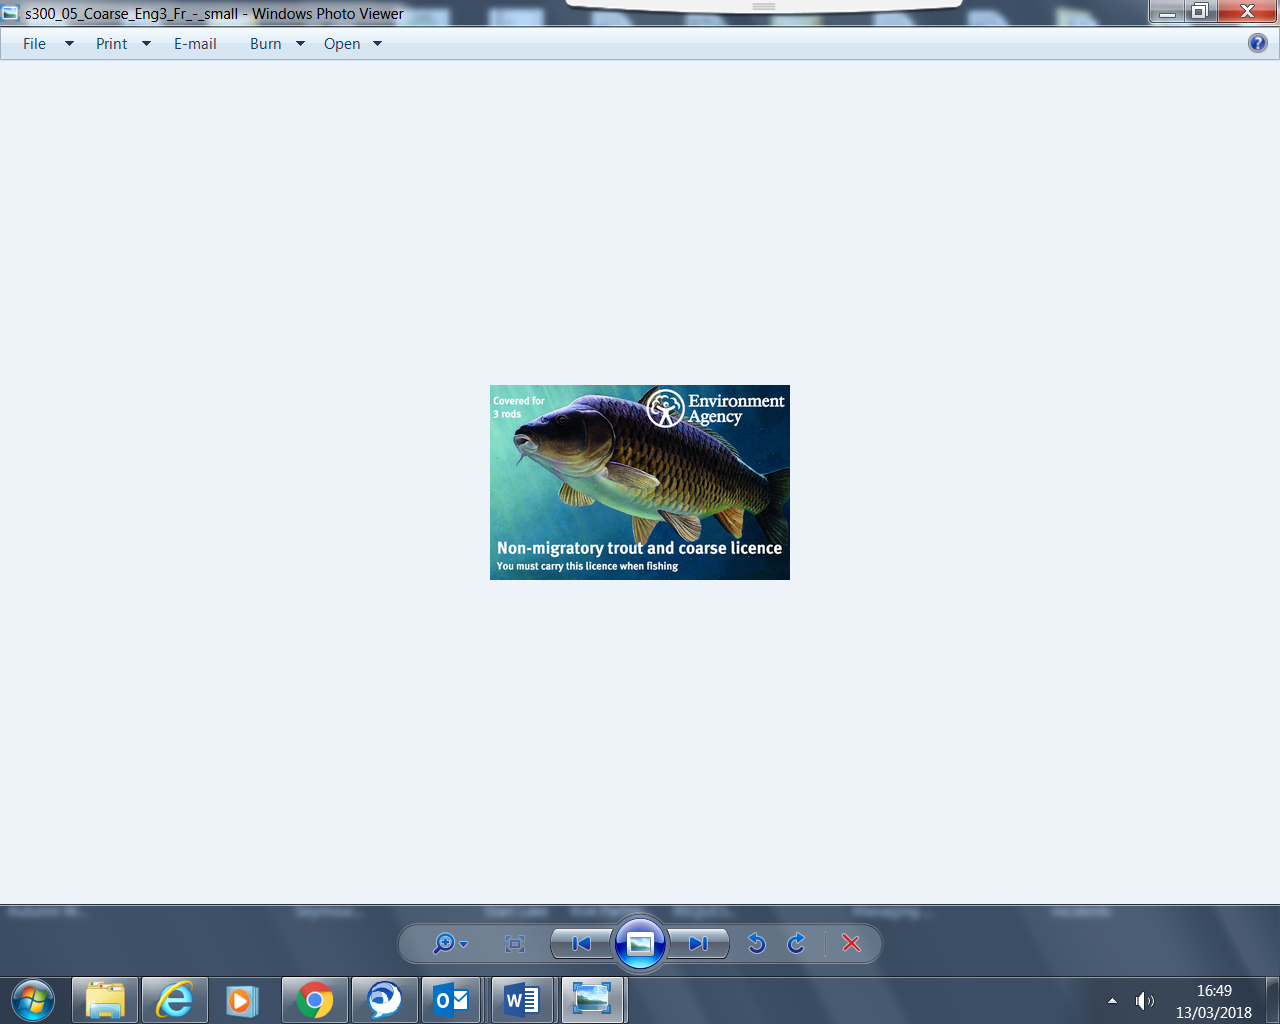 s300_05_Coarse_Eng3_Fr_-_small - Windows Photo Viewer
File Print E-mail Burn Open
Covered for
3 rods
Environment
Agency
Non-migratory trout and coarse licence
You must carry this licence when fishing
16:49
13/03/2018